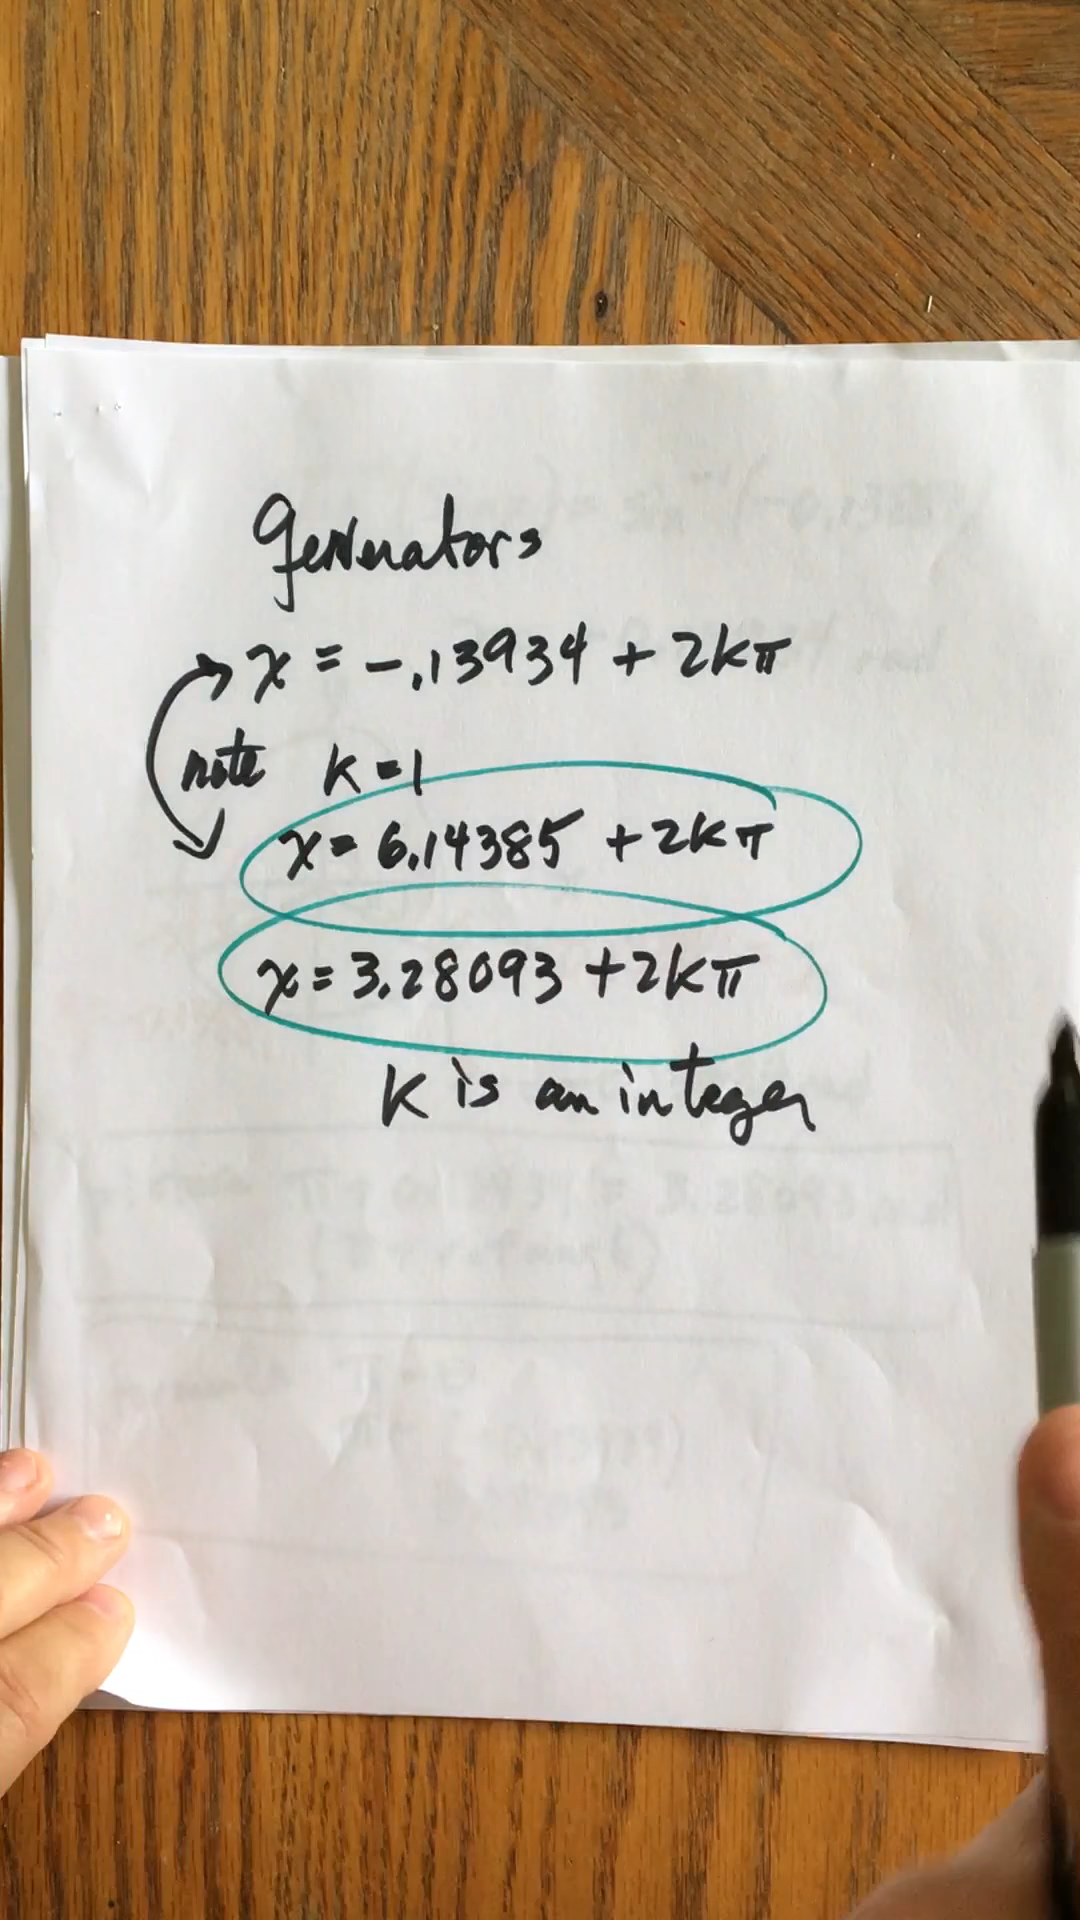 Generators
x = -.13934 + 2kπ
note k=1
x = 6.14385 + 2kπ
x = 3.28093 + 2kπ
k is an integer